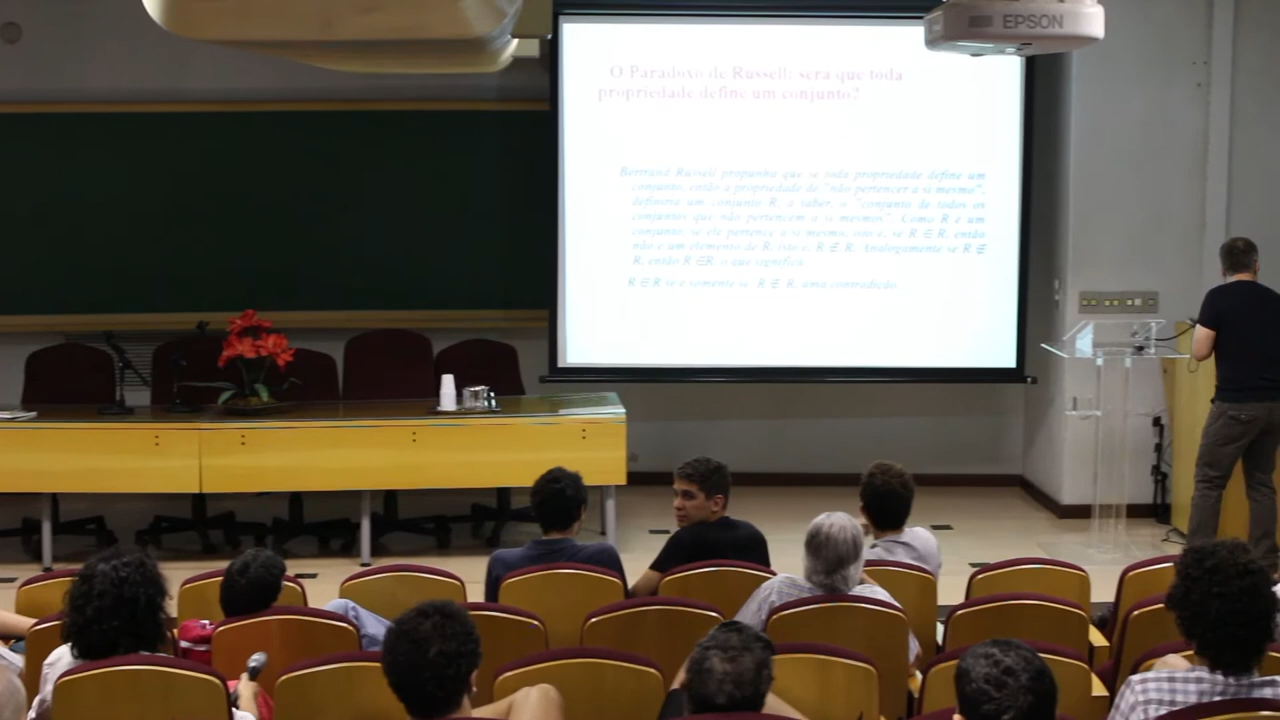 EPSON
O Paradoxo de Russell: será que toda
propriedade define um conjunto?
Bertrand Russell propunha que se toda propriedade define um
conjunto, então a propriedade de "não pertencer a si mesmo",
definiria um conjunto R, a saber, o "conjunto de todos os
conjuntos que não pertencem a si mesmos". Como R é um
conjunto, se ele pertence a si mesmo, isto é, se R ∈ R, então
não é um elemento de R, isto é, R ∉ R. Analogamente se R ∉
R, então R ∈R, o que significa
R ∈ R se e somente se R ∉ R, uma contradição.